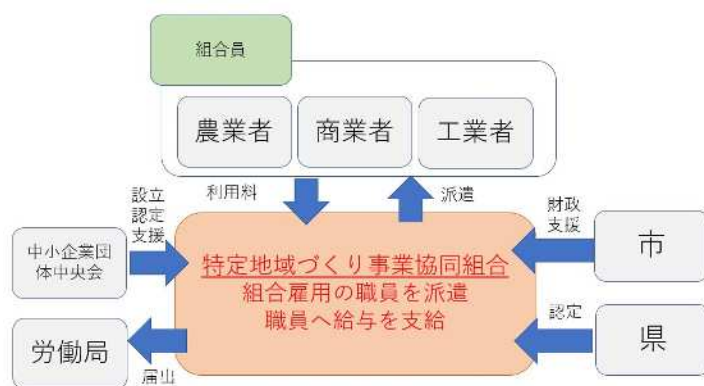 組合員
農業者
商業者
工業者
設立
認定
支援
利用料
派遣
財政
支援
中小企業団
体中央会
特定地域づくり事業協同組合
組合雇用の職員を派遣
職員へ給与を支給
市
労働局
届出
認定
県